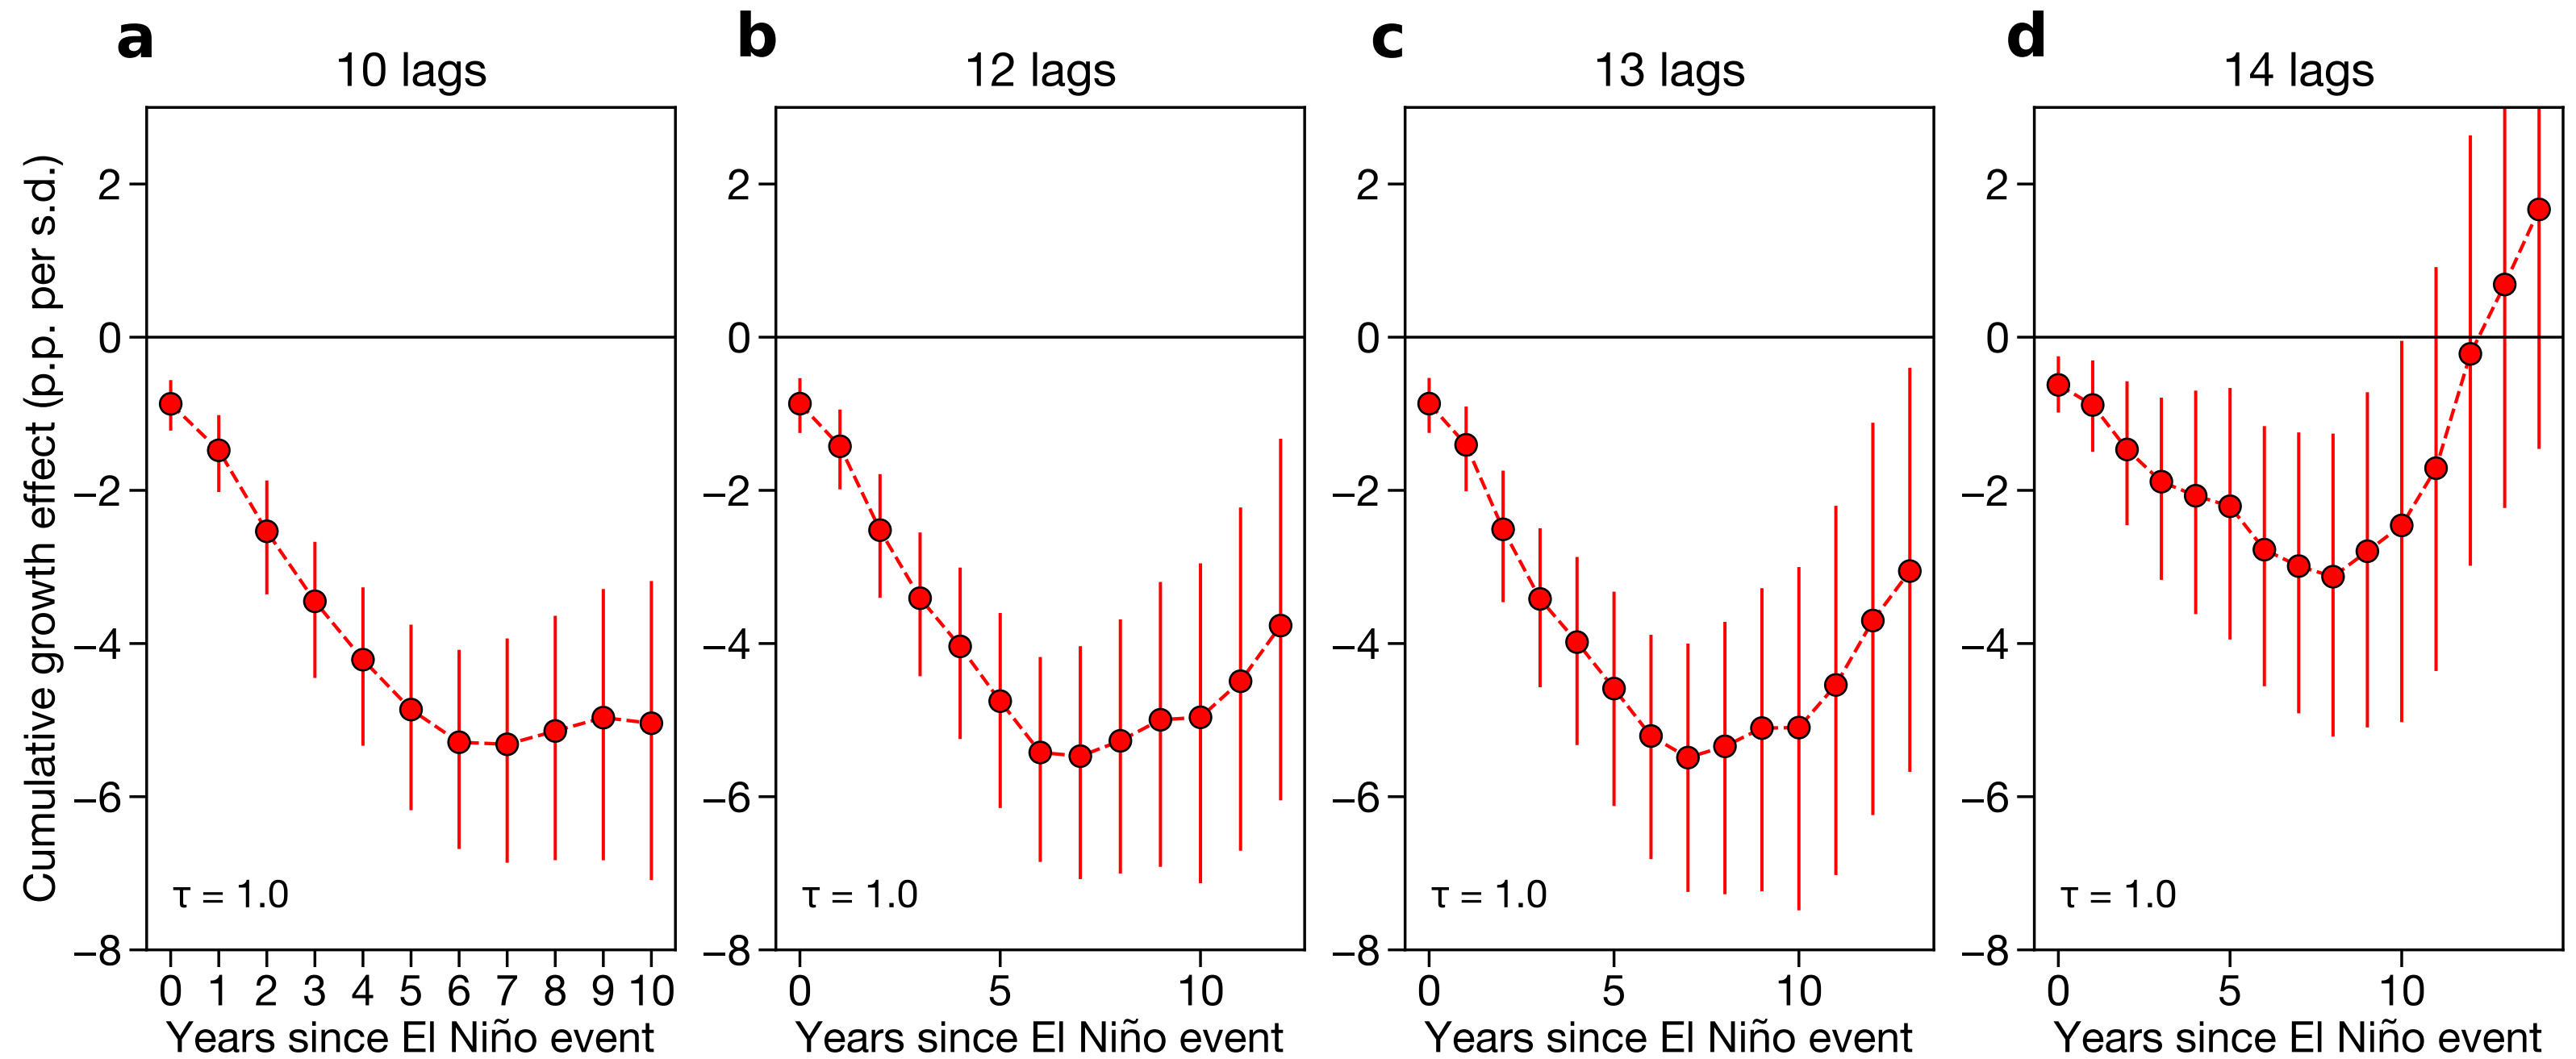 a
10 lags
b
12 lags
c
13 lags
d
14 lags
Cumulative growth effect (p.p. per s.d.)
2
0
−2
−4
−6
−8
τ = 1.0
0 1 2 3 4 5 6 7 8 9 10
Years since El Niño event
2
0
−2
−4
−6
−8
τ = 1.0
0 5 10
Years since El Niño event
2
0
−2
−4
−6
−8
τ = 1.0
0 5 10
Years since El Niño event
2
0
−2
−4
−6
−8
τ = 1.0
0 5 10
Years since El Niño event